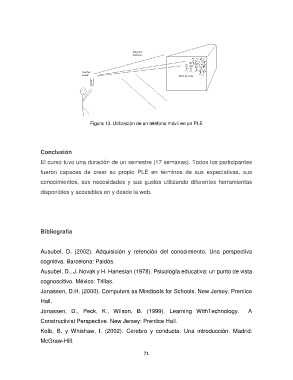 Figura 13. Utilización de un teléfono móvil en un PLE
Conclusión
El curso tuvo una duración de un semestre (17 semanas). Todos los participantes
fueron capaces de crear su propio PLE en términos de sus expectativas, sus
conocimientos, sus necesidades y sus gustos utilizando diferentes herramientas
disponibles y accesibles en y desde la web.
Bibliografía
Ausubel, D. (2002). Adquisición y retención del conocimiento. Una perspectiva
cognitiva. Barcelona: Paidós.
Ausubel, D., J. Novak y H. Hanesian (1978). Psicología educativa: un punto de vista
cognoscitivo. México: Trillas.
Jonassen, D.H. (2000). Computers as Mindtools for Schools. New Jersey: Prentice
Hall.
Jonassen, D., Peck, K., Wilson, B. (1999). Learning WithTechnology. A
Constructivist Perspective. New Jersey: Prentice Hall.
Kolb, B. y Whishaw, I. (2002). Cerebro y conducta: Una introducción. Madrid:
McGraw-Hill.
71